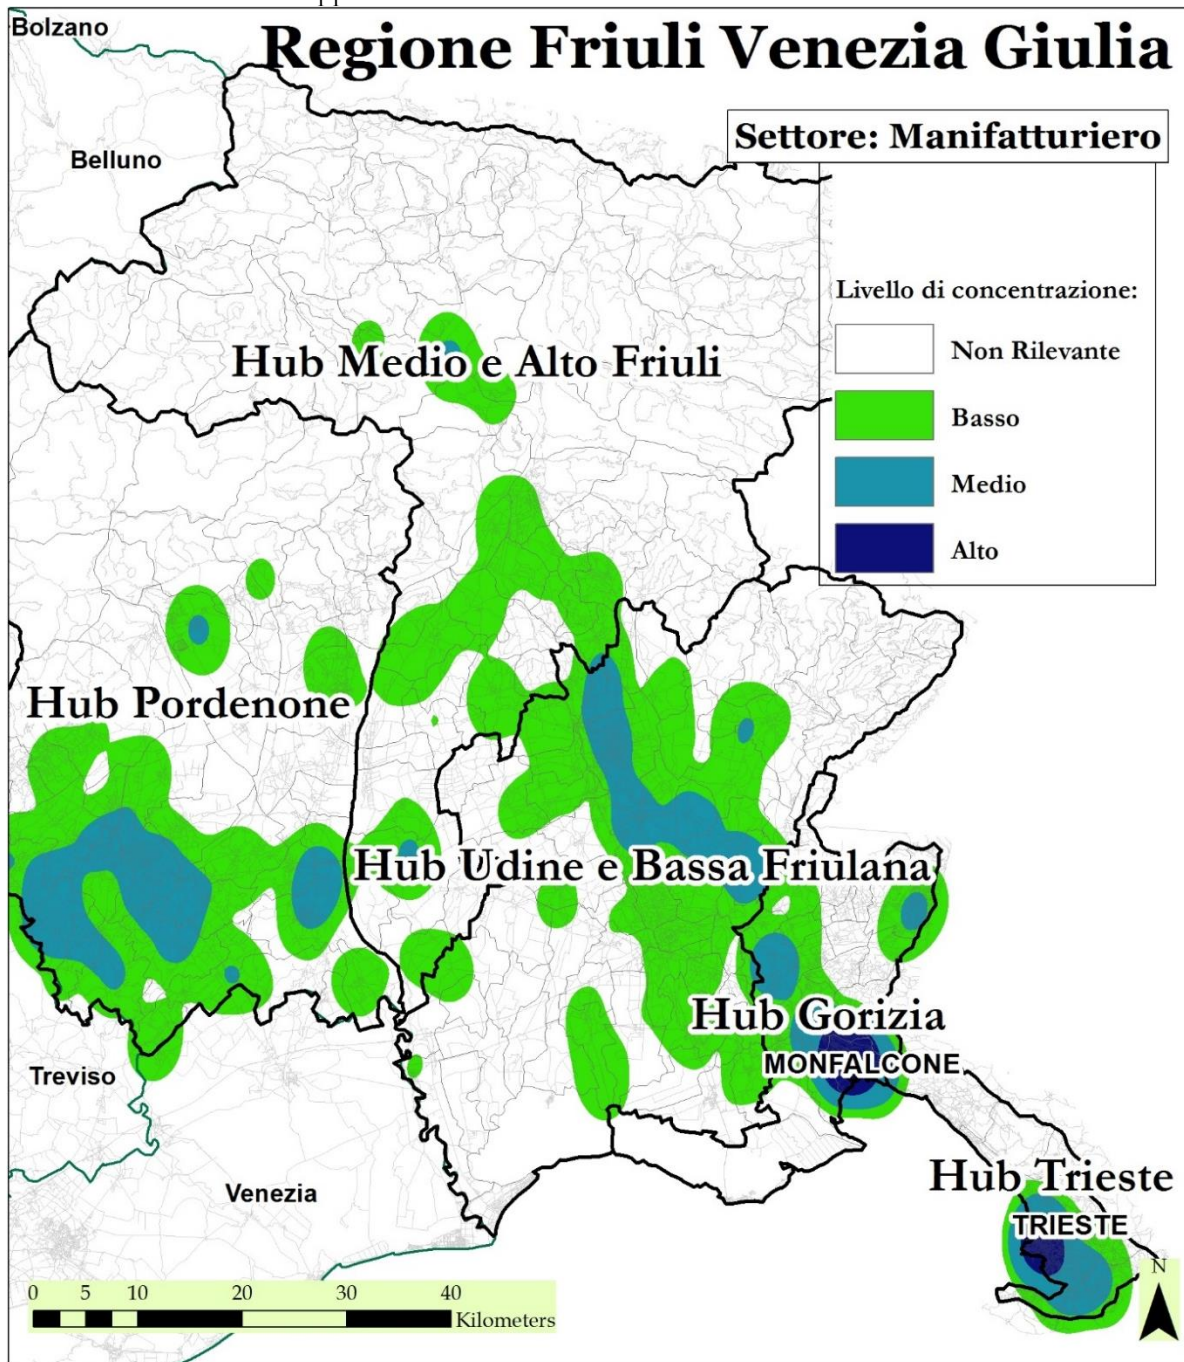 Bolzano
Regione Friuli Venezia Giulia
Settore: Manifatturiero
Belluno
Livello di concentrazione:
Non Rilevante
Basso
Medio
Alto
Hub Medio e Alto Friuli
Hub Pordenone
Hub Udine e Bassa Friulana
Hub Gorizia
MONFALCONE
Treviso
Hub Trieste
Venezia
TRIESTE
N
0 5 10 20 30 40
Kilometers